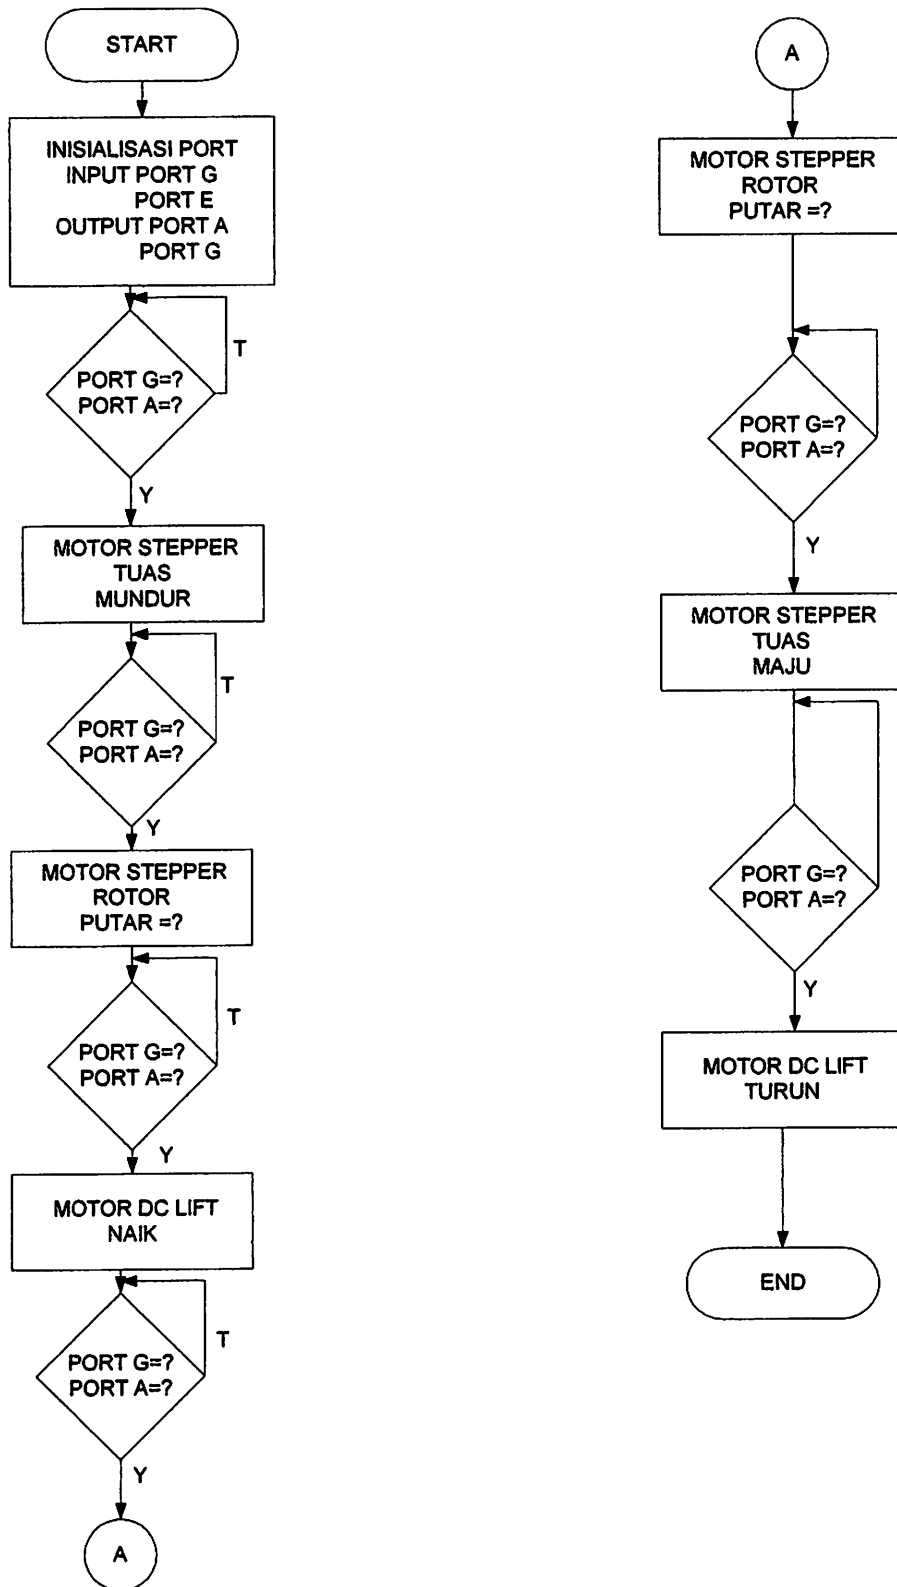 START
INISIALISASI PORT
INPUT PORT G
PORT E
OUTPUT PORT A
PORT G
T
PORT G=?
PORT A=?
Y
MOTOR STEPPER
TUAS
MUNDUR
T
PORT G=?
PORT A=?
Y
MOTOR STEPPER
ROTOR
PUTAR =?
T
PORT G=?
PORT A=?
Y
MOTOR DC LIFT
NAIK
T
PORT G=?
PORT A=?
Y
A
A
MOTOR STEPPER
ROTOR
PUTAR =?
PORT G=?
PORT A=?
Y
MOTOR STEPPER
TUAS
MAJU
PORT G=?
PORT A=?
Y
MOTOR DC LIFT
TURUN
END